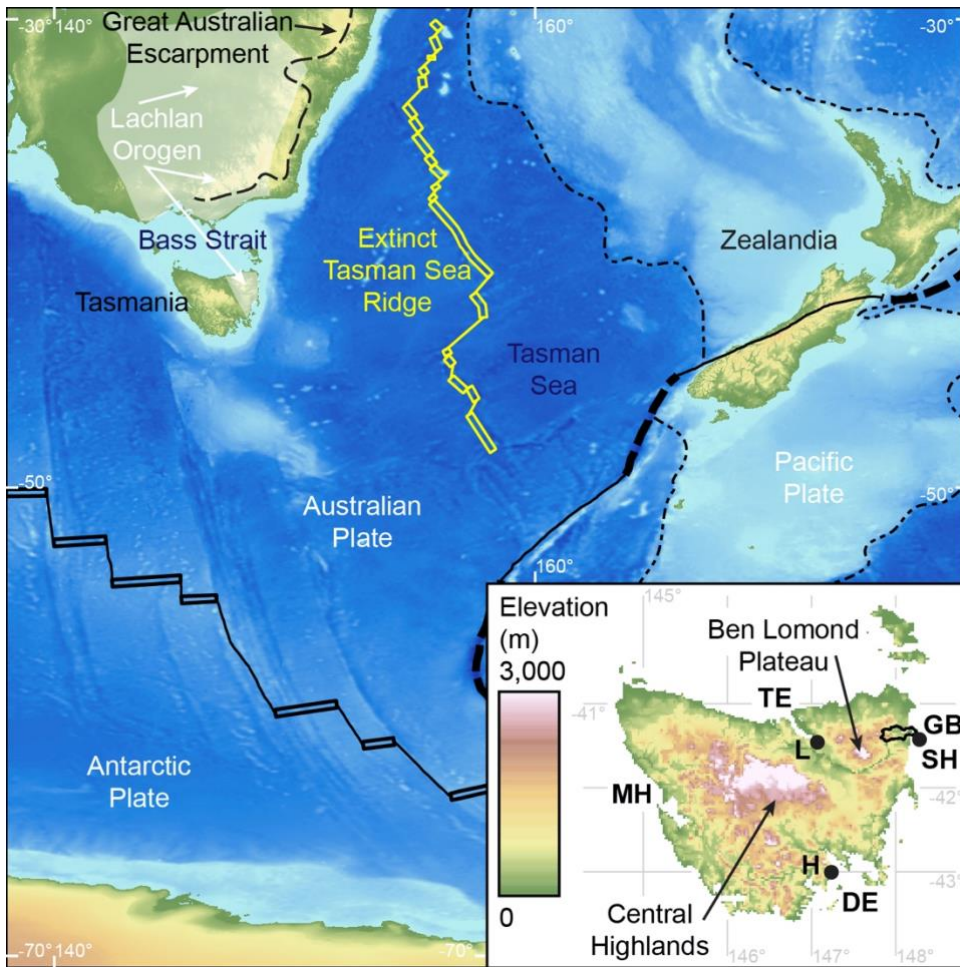 -30°
140°
160°
-30°
Great Australian
Escarpment
Lachlan
Orogen
Bass Strait
Tasmania
Extinct
Tasman Sea
Ridge
Zealandia
Tasman
Sea
-50°
Australian
Plate
Pacific
Plate
-50°
160°
Antarctic
Plate
-70°
140°
-70°
Elevation
(m)
3,000
0
145°
Ben Lomond
Plateau
-41°
TE
GB
L
SH
MH
-42°
H
-43°
DE
Central
Highlands
146°
147°
148°